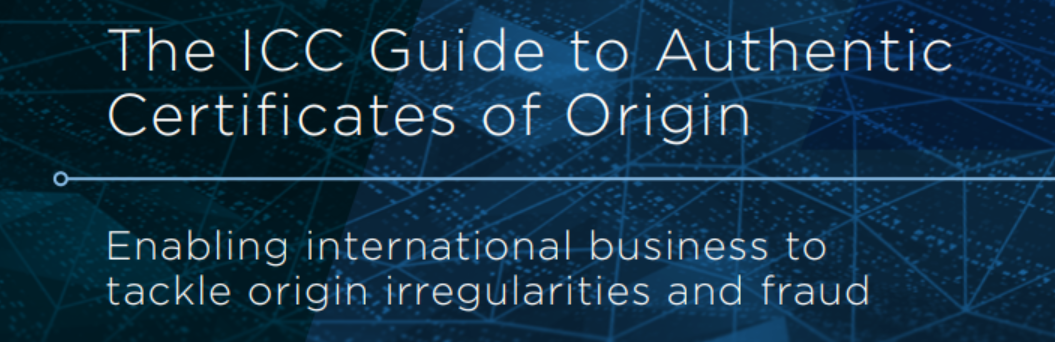 The ICC Guide to Authentic
Certificates of Origin
Enabling international business to
tackle origin irregularities and fraud